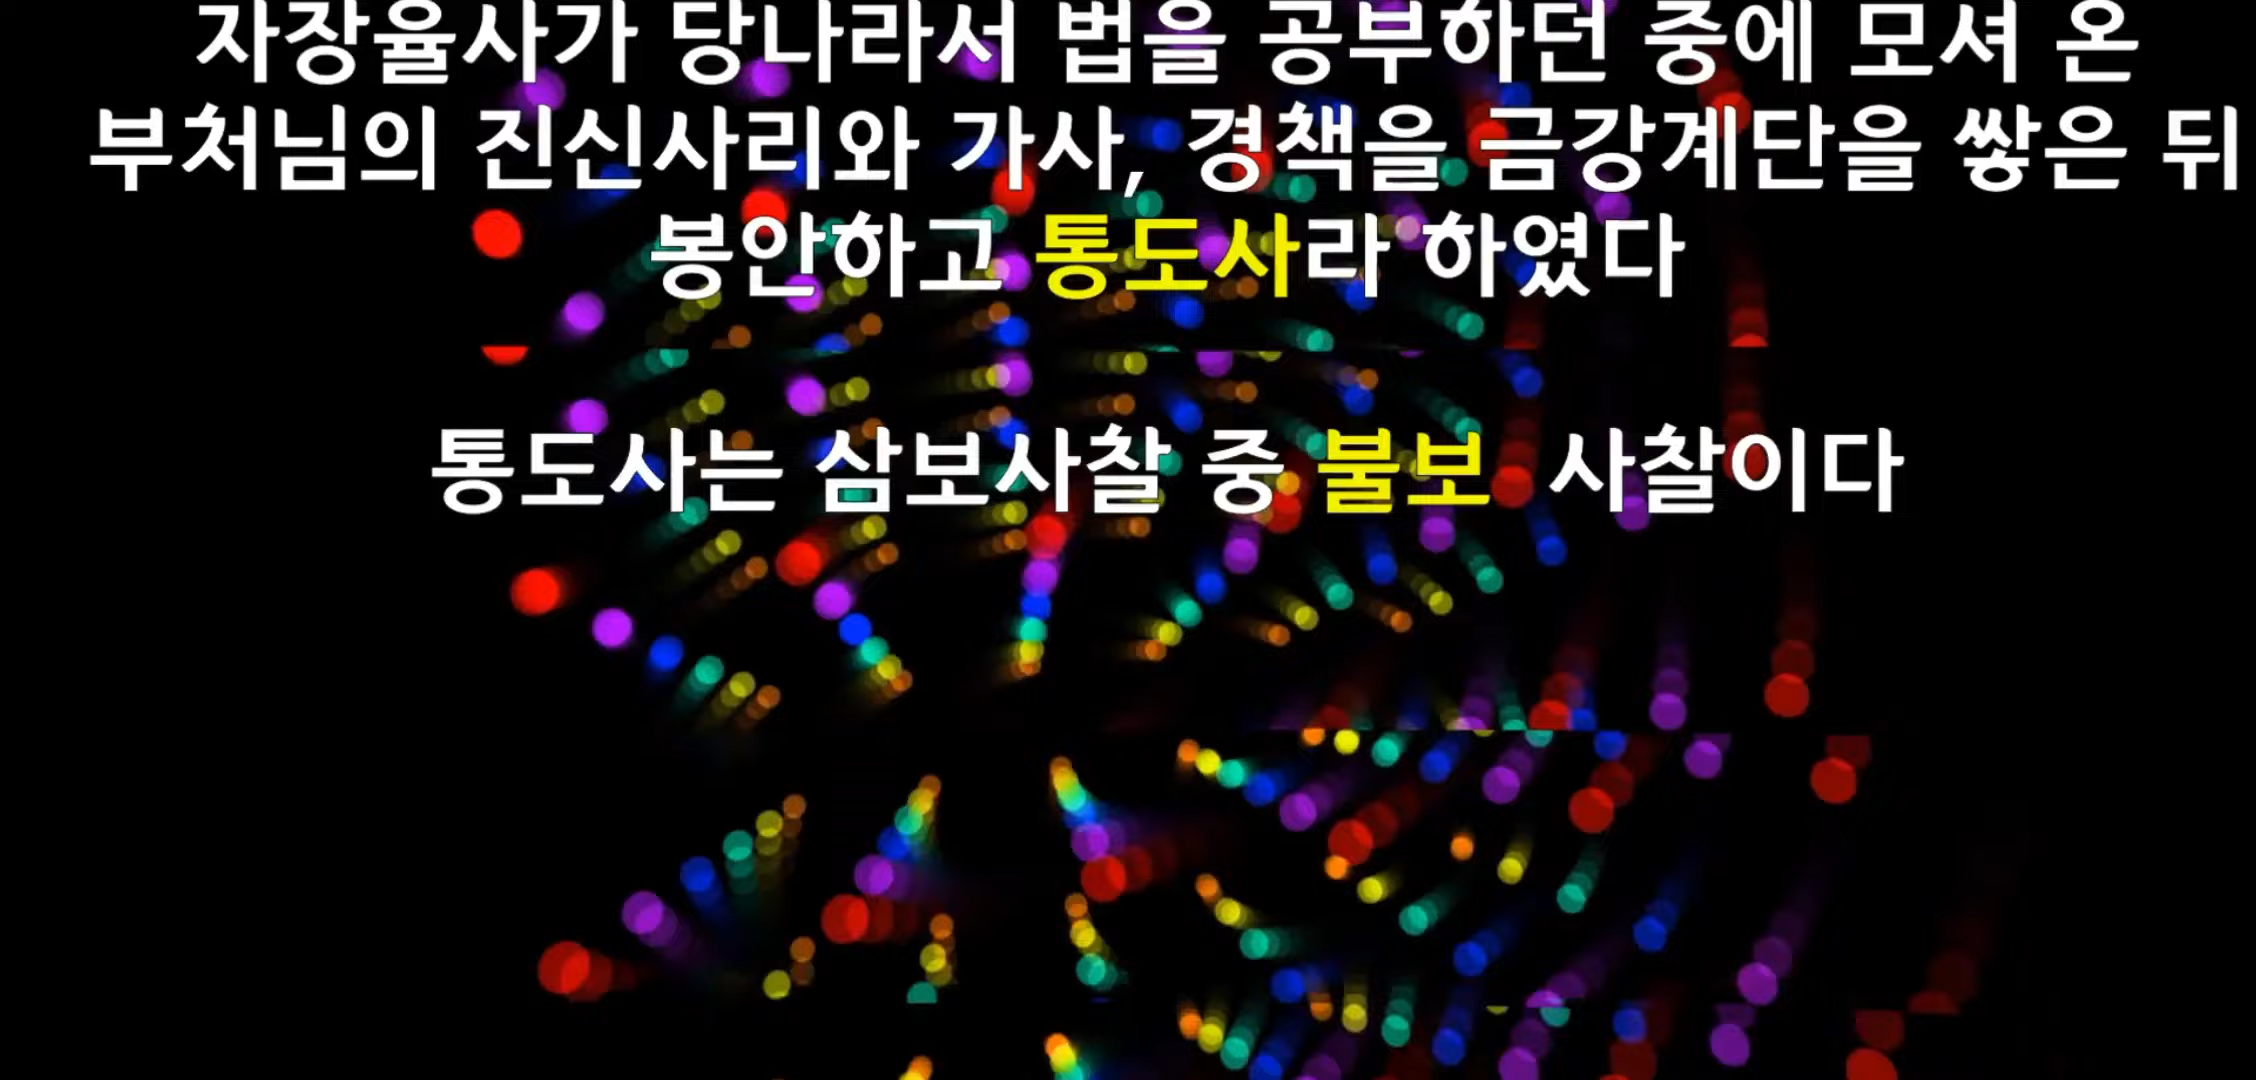 자장율사가 당나라서 법을 공부하던 중에 모셔 온
부처님의 진신사리와 가사, 경책을 금강계단을 쌓은 뒤
봉안하고 통도사라 하였다
통도사는 삼보사찰 중 불보 사찰이다